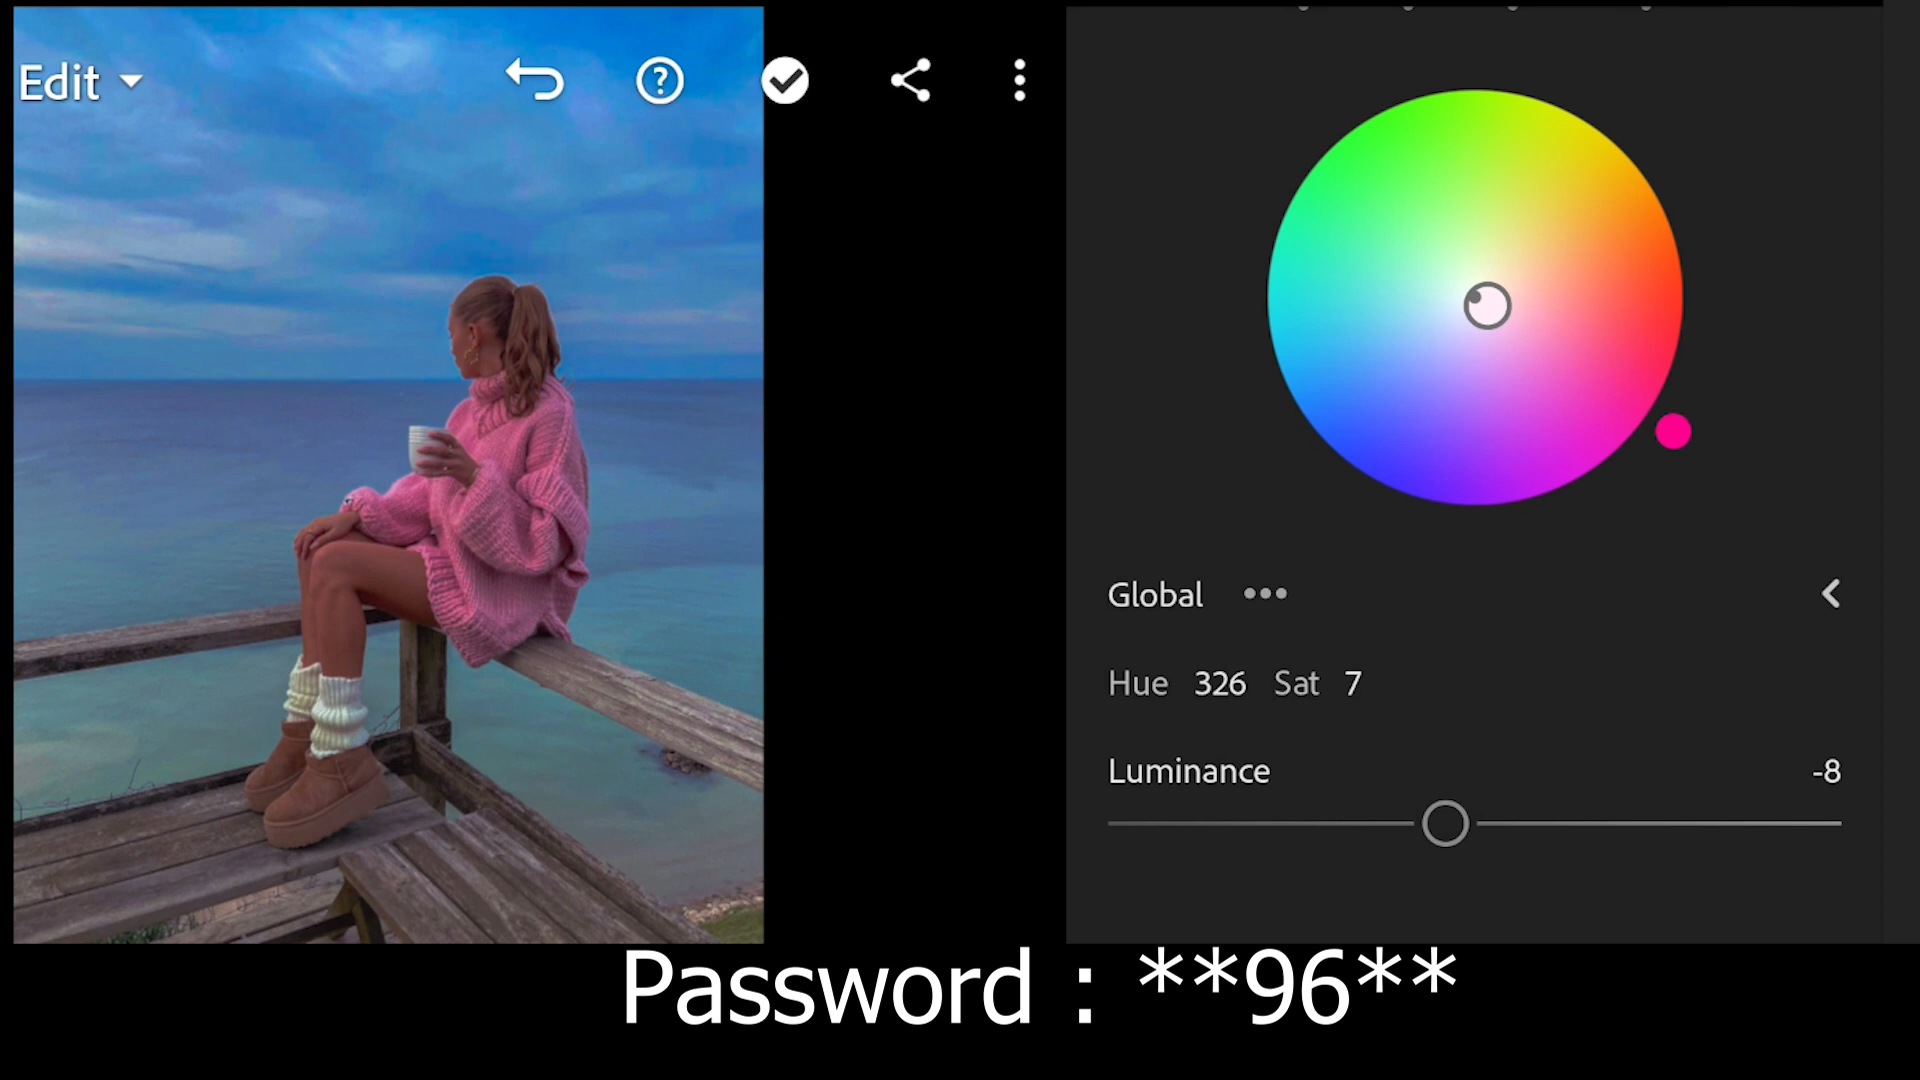 Edit
Global
Hue 326 Sat 7
Luminance -8
Password : **96**